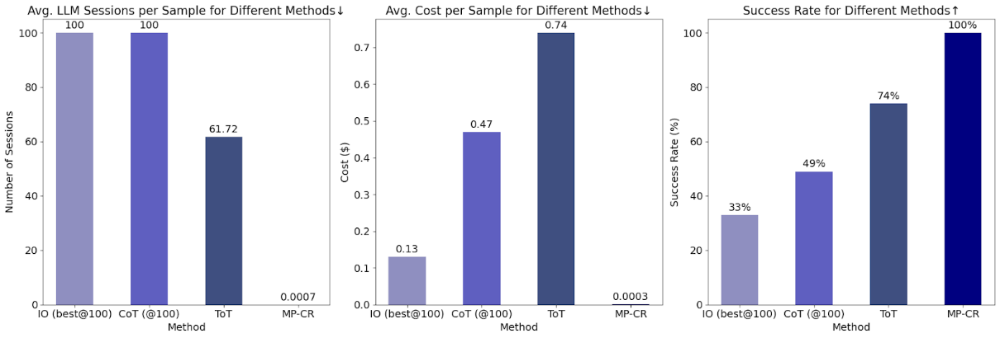 Avg. LLM Sessions per Sample for Different Methods↓
Number of Sessions
100
80
60
40
20
0
100
100
61.72
0.0007
IO (best@100)
CoT (@100)
ToT
MP-CR
Method
Avg. Cost per Sample for Different Methods↓
Cost ($)
0.7
0.6
0.5
0.4
0.3
0.2
0.1
0.0
0.13
0.47
0.74
0.0003
IO (best@100)
CoT (@100)
ToT
MP-CR
Method
Success Rate for Different Methods↑
Success Rate (%)
100
80
60
40
20
0
33%
49%
74%
100%
IO (best@100)
CoT (@100)
ToT
MP-CR
Method